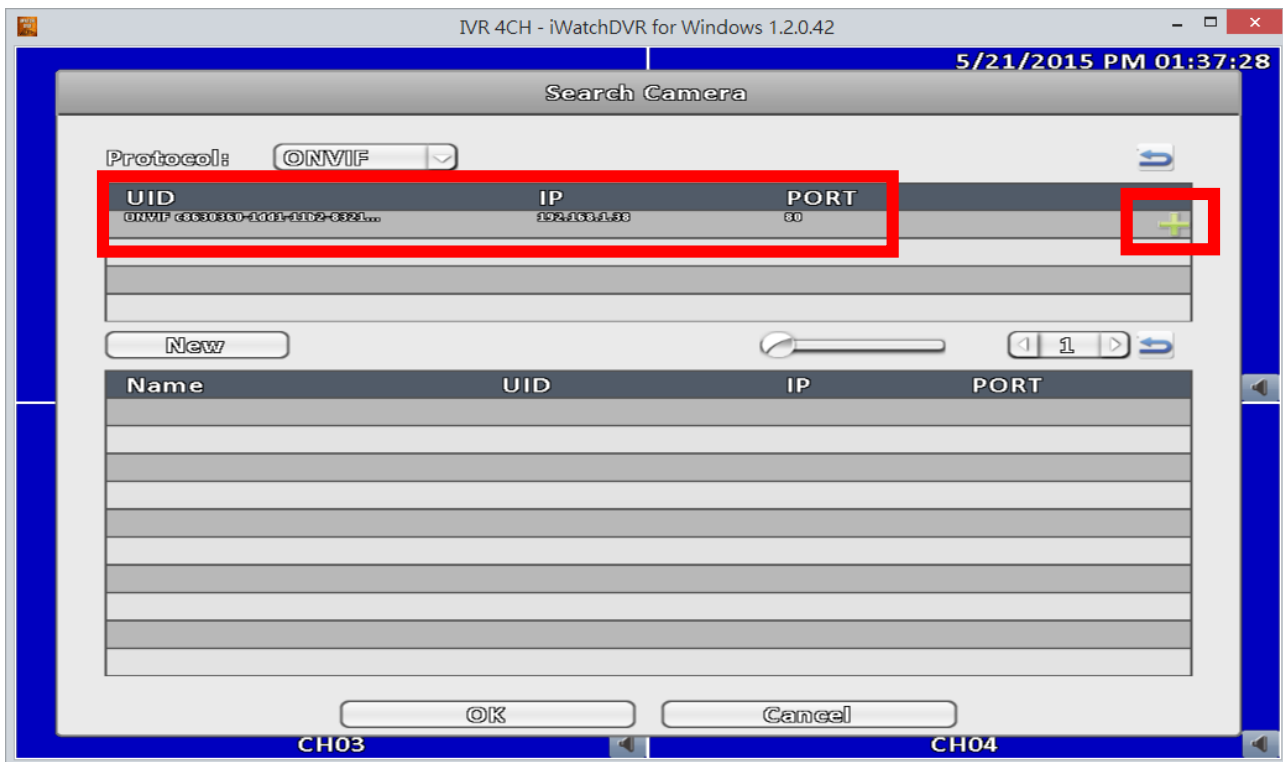 IVR 4CH - iWatchDVR for Windows 1.2.0.42
5/21/2015 PM 01:37:28
Search Camera
Protocol: ONVIF
UID IP PORT
ONVIF 192.168.1.38 80
New 1
Name UID IP PORT
OK Cancel
CH03 CH04